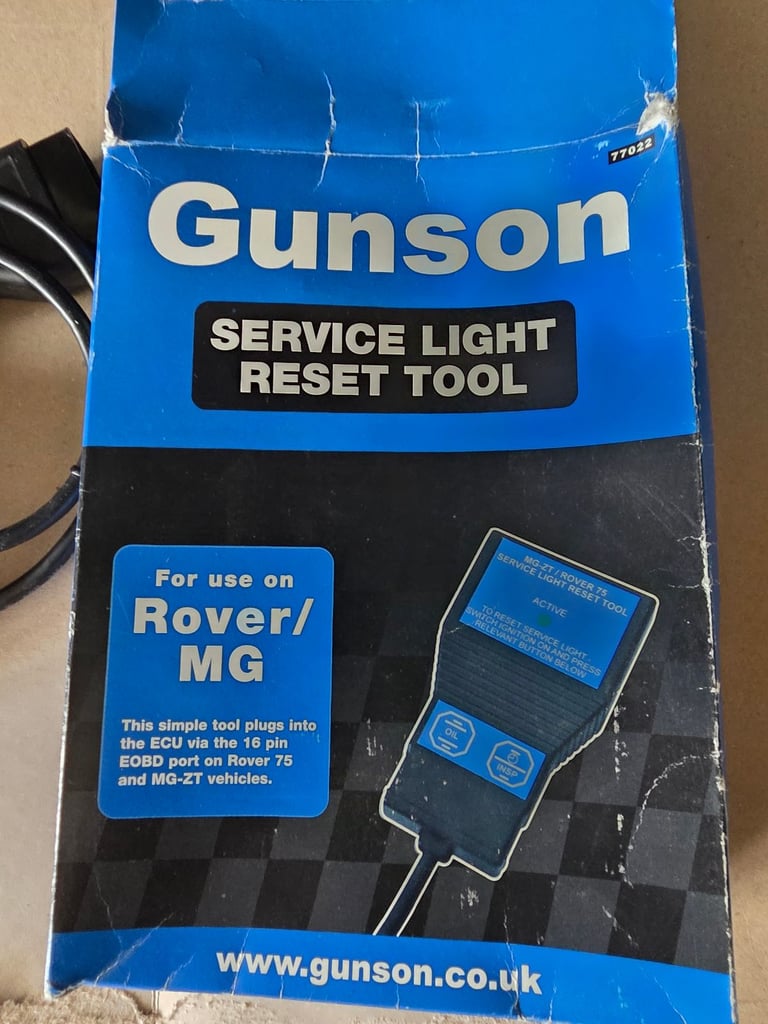 77022
Gunson
SERVICE LIGHT
RESET TOOL
For use on
Rover/
MG
This simple tool plugs into
the ECU via the 16 pin
EOBD port on Rover 75
and MG-ZT vehicles.
MG-ZT / ROVER 75
SERVICE LIGHT RESET TOOL
ACTIVE
TO RESET SERVICE LIGHT
SWITCH IGNITION ON AND PRESS
RELEVANT BUTTON BELOW
OIL
INSP
www.gunson.co.uk